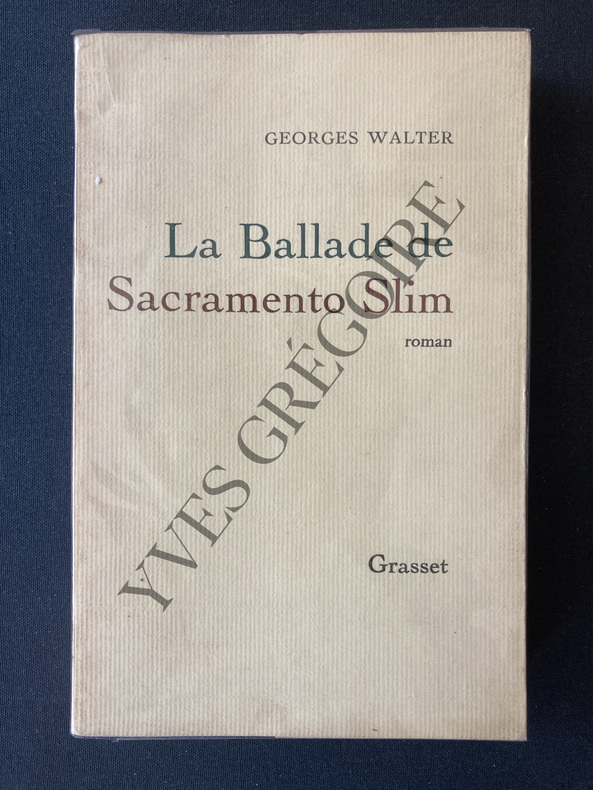 GEORGES WALTER
La Ballade de
Sacramento Slim
roman
YVES GRÉGOIRE
Grasset